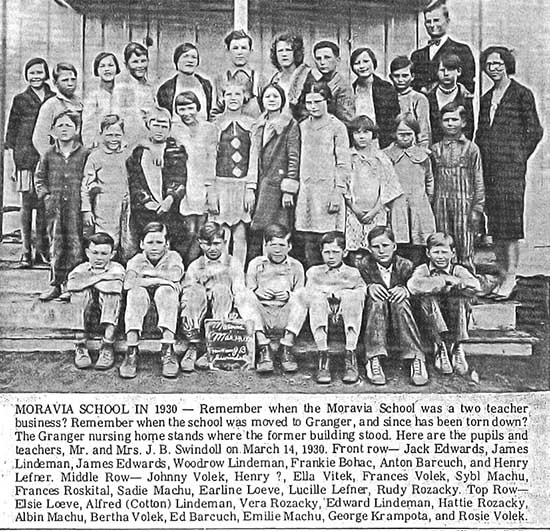 MORAVIA SCHOOL IN 1930 — Remember when the Moravia School was a two teacher
business? Remember when the school was moved to Granger, and since has been torn down?
The Granger nursing home stands where the former building stood. Here are the pupils and
teachers, Mr. and Mrs. J. B. Swindoll on March 14, 1930. Front row— Jack Edwards, James
Lindeman, James Edwards, Woodrow Lindeman, Frankie Bohac, Anton Barcuch, and Henry
Lefner. Middle Row— Johnny Volek, Henry ?, Ella Vitek, Frances Volek, Sybl Machu,
Frances Roskital, Sadie Machu, Earline Loeve, Lucille Lefner, Rudy Rozacky. Top Row—
Elsie Loeve, Alfred (Cotton) Lindeman, Vera Rozacky, Edward Lindeman, Hattie Rozacky,
Albin Machu, Bertha Volek, Ed Barcuch, Emilie Machu, George Krampota, and Rosie Volek.